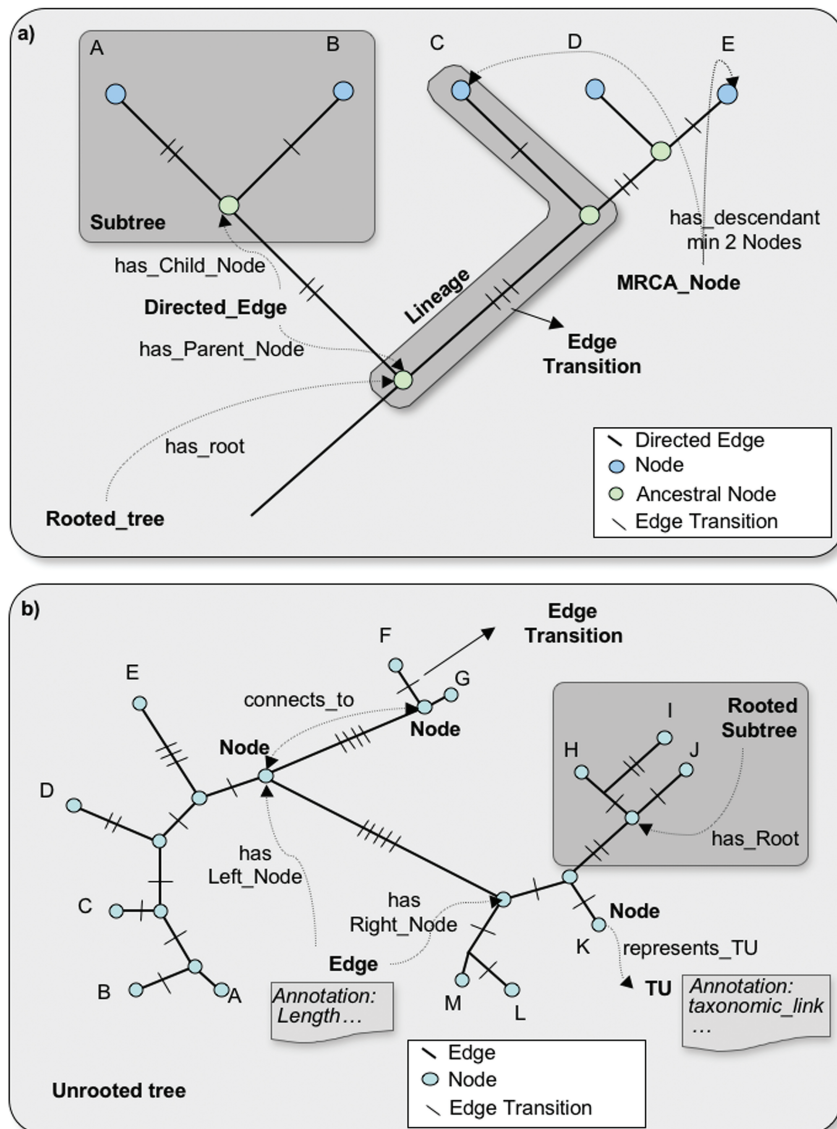 a)
A
B
C
D
E
Subtree
has_Child_Node
Directed_Edge
has_Parent_Node
Lineage
has_descendant
min 2 Nodes
MRCA_Node
Edge
Transition
has_root
Rooted_tree
Directed Edge
Node
Ancestral Node
Edge Transition
b)
Edge
Transition
F
G
E
connects_to
Node
Node
Rooted
Subtree
I
H
J
D
has_Root
has
Left_Node
C
has
Right_Node
Node
K
represents_TU
Edge
B
A
M
L
TU
Annotation:
Length...
Annotation:
taxonomic_link
...
Edge
Node
Edge Transition
Unrooted tree